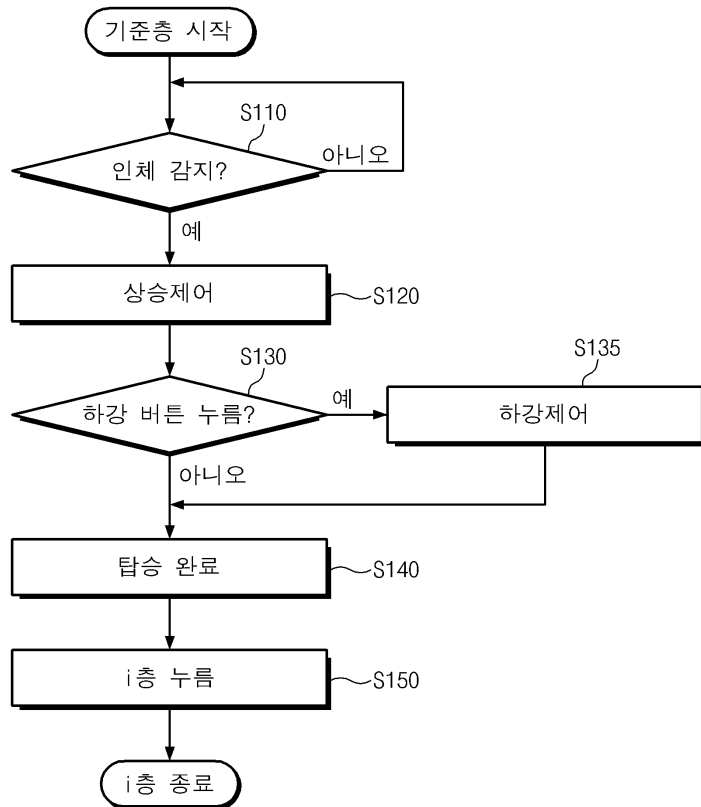 기준층 시작
S110
인체 감지?
아니오
예
상승제어
S120
S130
하강 버튼 누름?
예
S135
하강제어
아니오
탑승 완료
S140
i층 누름
S150
i층 종료